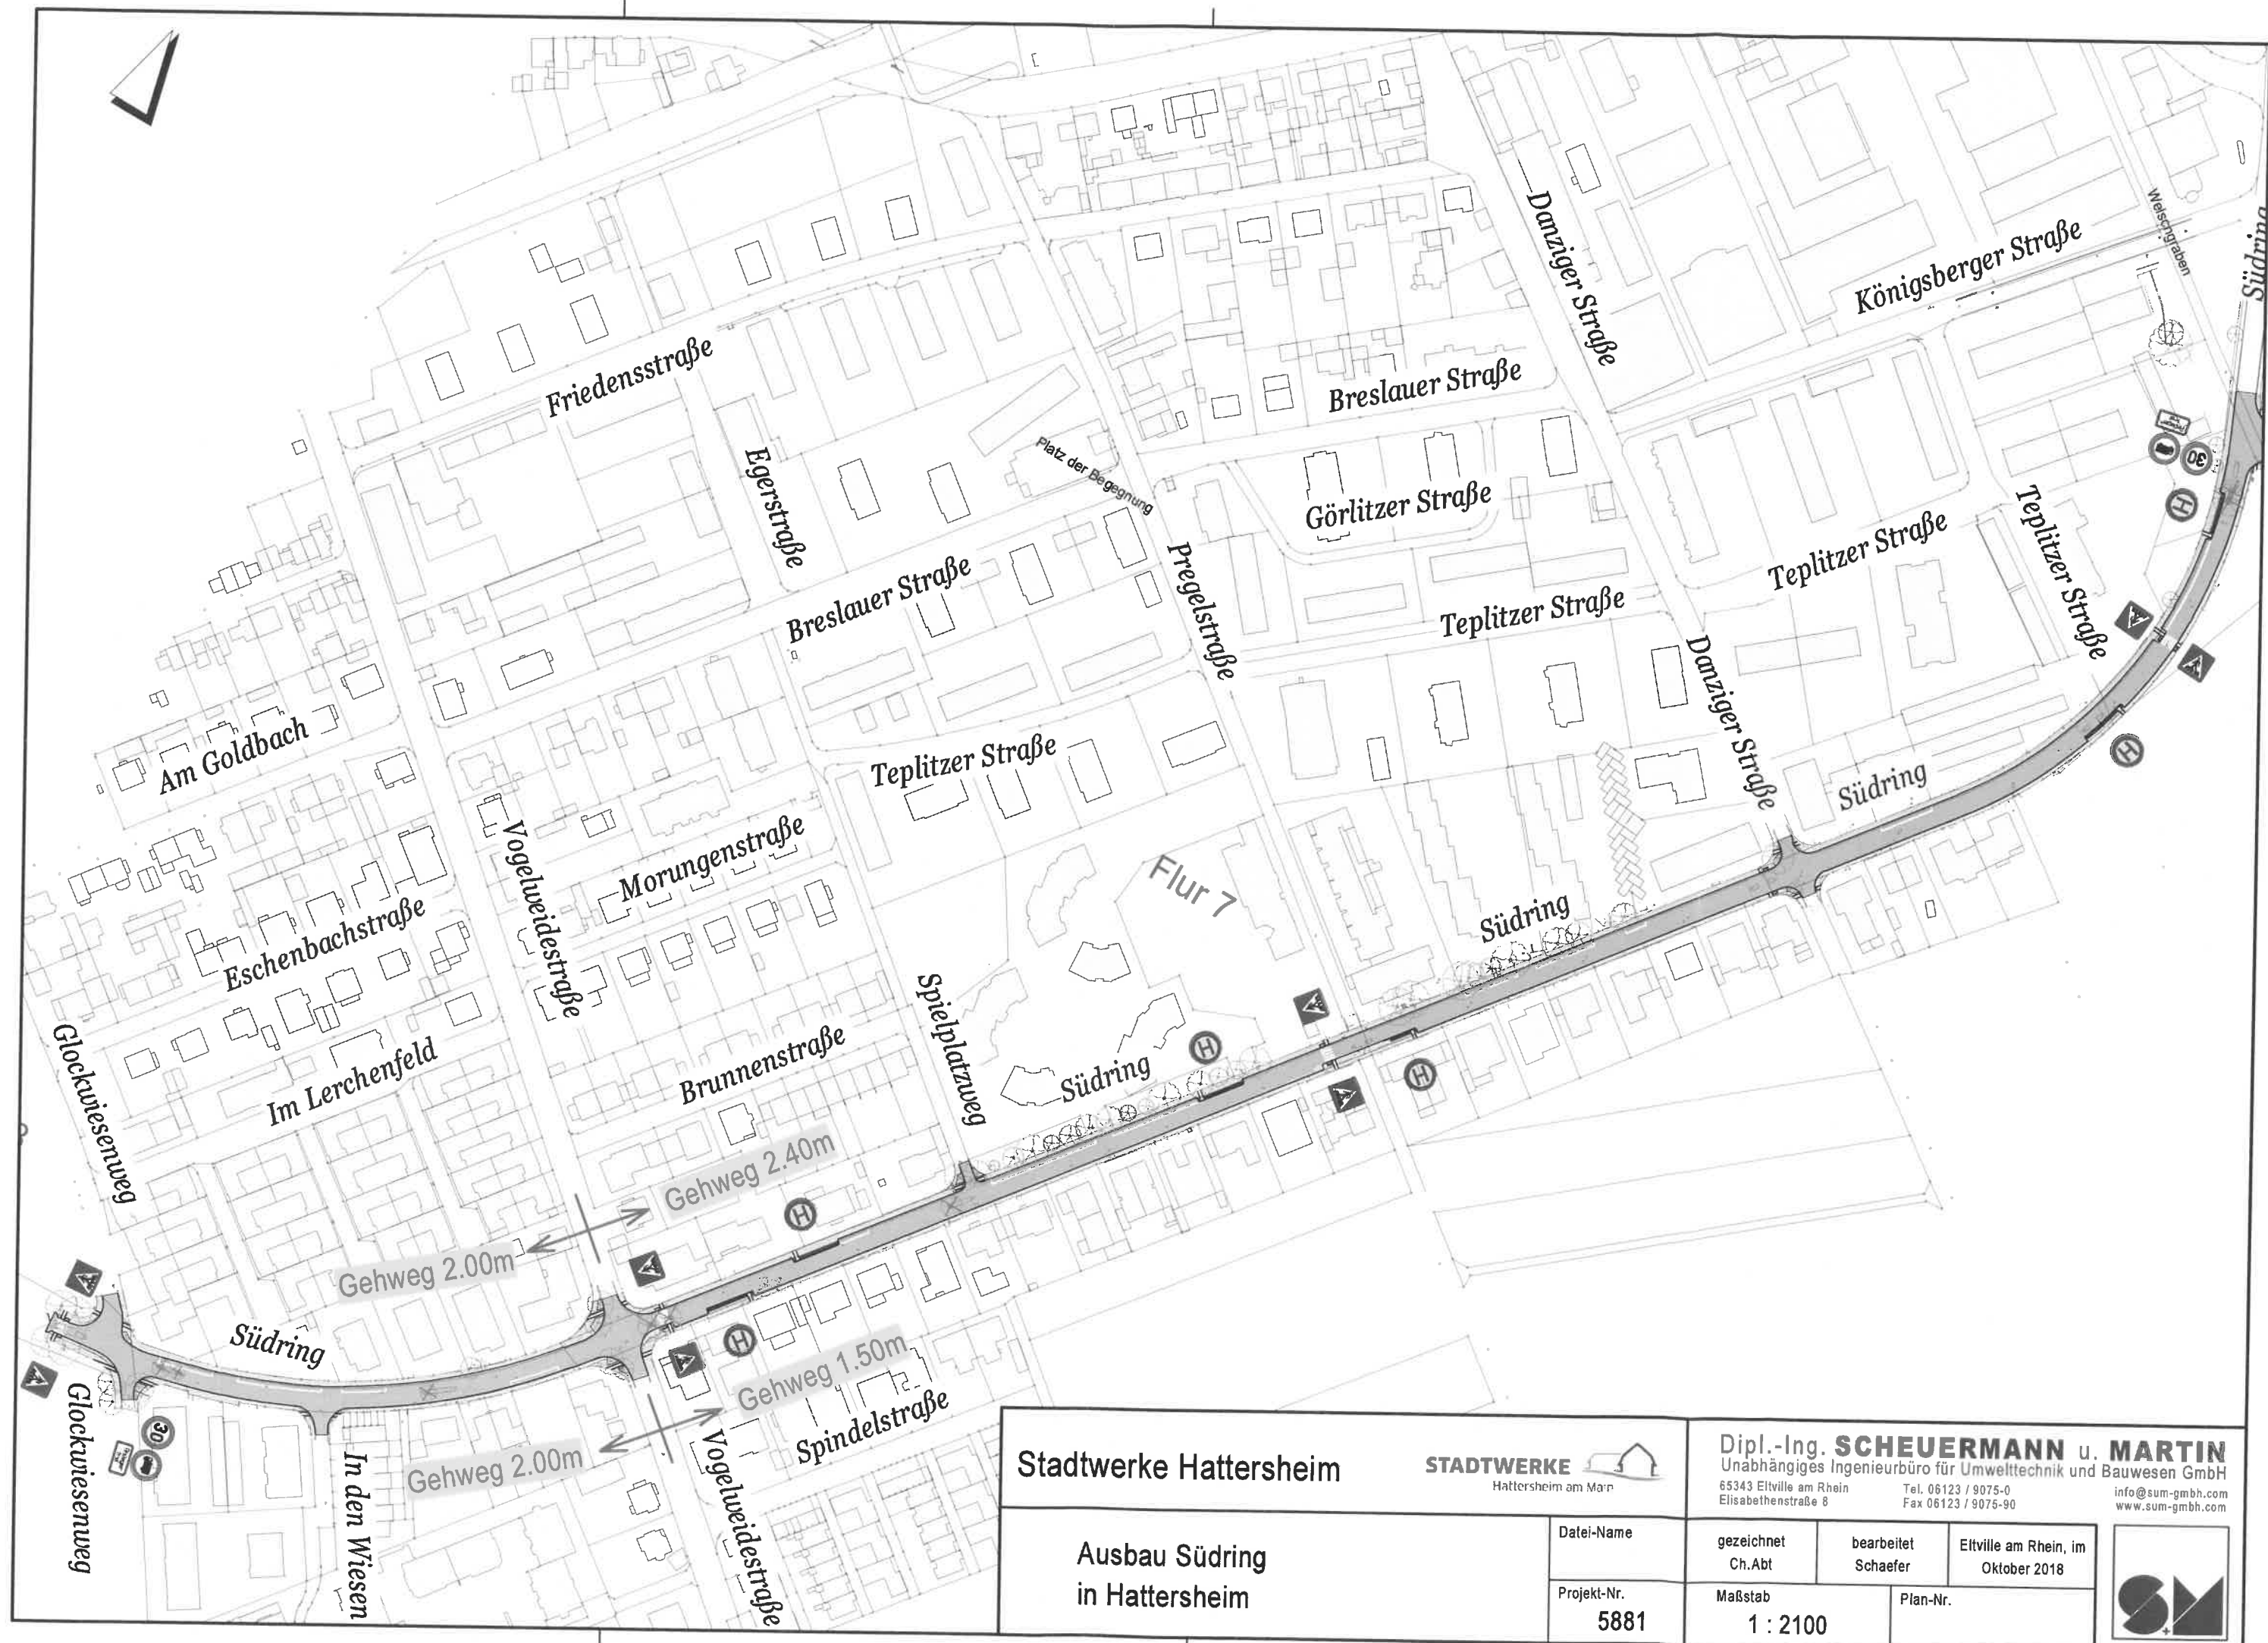 Welschgraben
Südring
Danziger Straße
Königsberger Straße
Friedensstraße
Breslauer Straße
Platz der Begegnung
30
H
Egerstraße
Görlitzer Straße
Teplitzer Straße
Teplitzer Straße
Pregelstraße
Breslauer Straße
Teplitzer Straße
Danziger Straße
Am Goldbach
Teplitzer Straße
H
Südring
Vogelweidestraße
Morungenstraße
Flur 7
Eschenbachstraße
Südring
Spielplatzweg
Glockwiesenweg
Im Lerchenfeld
Brunnenstraße
Südring
H
H
Gehweg 2.40m
H
Gehweg 2.00m
Südring
H
Gehweg 1.50m
Glockwiesenweg
30
Spindelstraße
In den Wiesen
Gehweg 2.00m
Vogelweidestraße
Stadtwerke Hattersheim
STADTWERKE
Hattersheim am Main
Dipl.-Ing. SCHEUERMANN u. MARTIN
Unabhängiges Ingenieurbüro für Umwelttechnik und Bauwesen GmbH
65343 Eltville am Rhein Tel. 06123 / 9075-0 info@sum-gmbh.com
Elisabethenstraße 8 Fax 06123 / 9075-90 www.sum-gmbh.com
Ausbau Südring
in Hattersheim
Datei-Name
gezeichnet
Ch.Abt
bearbeitet
Schaefer
Eltville am Rhein, im
Oktober 2018
Projekt-Nr.
5881
Maßstab
1 : 2100
Plan-Nr.
S+M